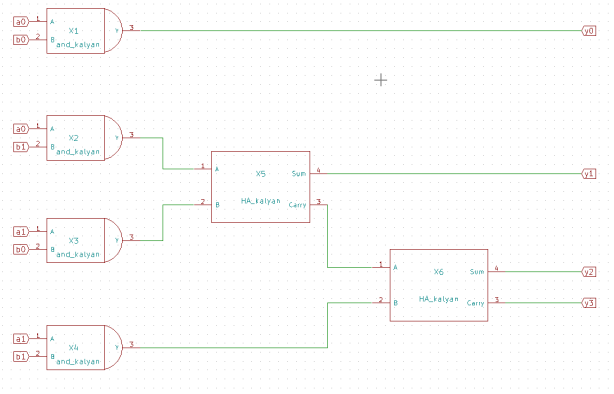 a0 1 A X1 Y 3 y0
b0 2 B and_kalyan
a0 1 A X2 Y 3
b1 2 B and_kalyan
1 A X5 Sum 4 y1
2 B HA_kalyan Carry 3
a1 1 A X3 Y 3
b0 2 B and_kalyan
1 A X6 Sum 4 y2
2 B HA_kalyan Carry 3 y3
a1 1 A X4 Y 3
b1 2 B and_kalyan